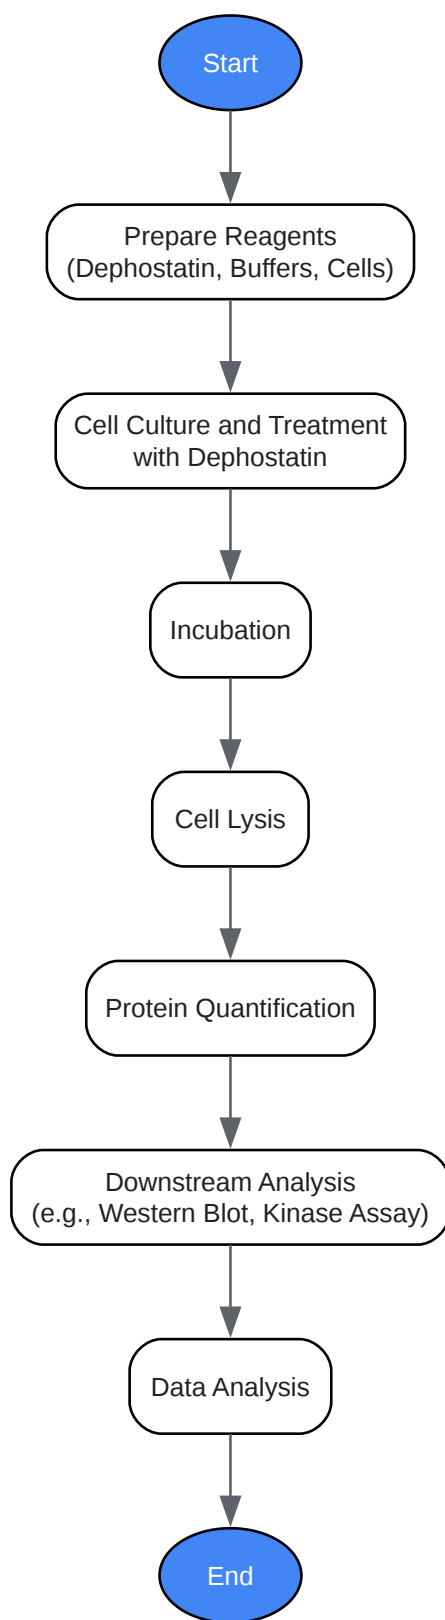 Start
Prepare Reagents
(Dephostatin, Buffers, Cells)
Cell Culture and Treatment
with Dephostatin
Incubation
Cell Lysis
Protein Quantification
Downstream Analysis
(e.g., Western Blot, Kinase Assay)
Data Analysis
End